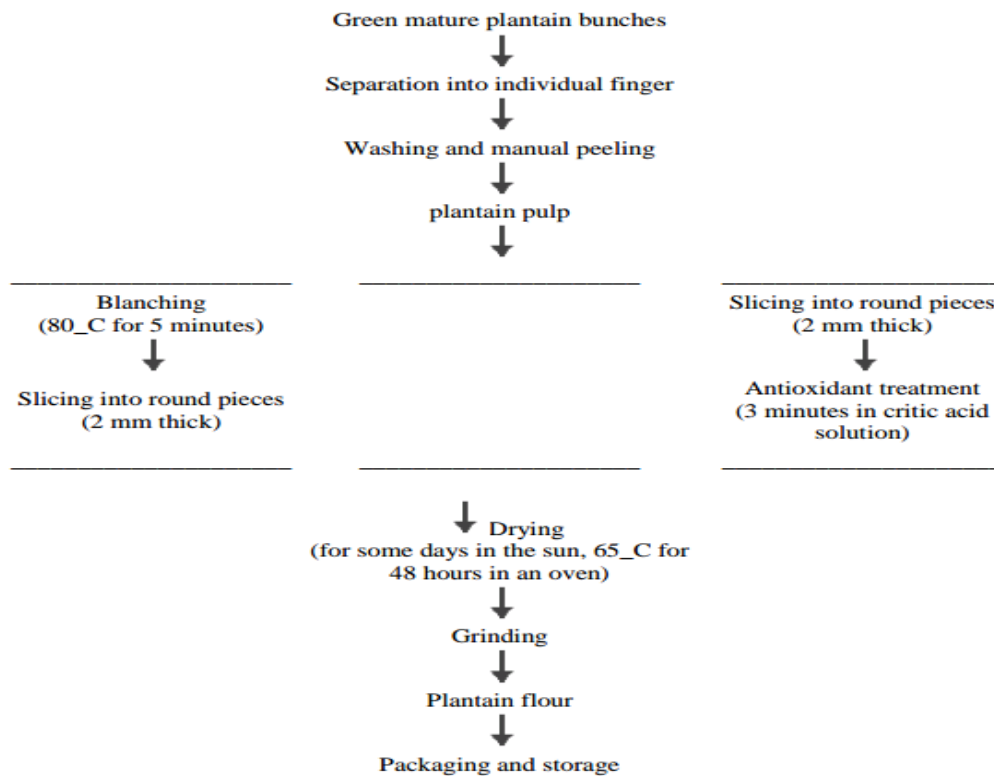 Green mature plantain bunches
Separation into individual finger
Washing and manual peeling
plantain pulp
Blanching
(80_C for 5 minutes)
Slicing into round pieces
(2 mm thick)
Slicing into round pieces
(2 mm thick)
Antioxidant treatment
(3 minutes in critic acid
solution)
Drying
(for some days in the sun, 65_C for
48 hours in an oven)
Grinding
Plantain flour
Packaging and storage